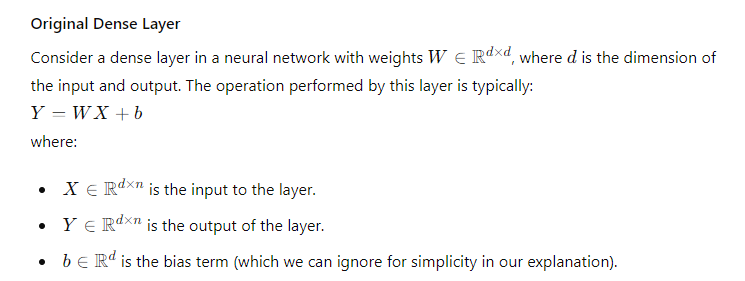 Original Dense Layer
Consider a dense layer in a neural network with weights W ∈ ℝ^{d×d}, where d is the dimension of
the input and output. The operation performed by this layer is typically:
Y = WX + b
where:
• X ∈ ℝ^{d×n} is the input to the layer.
• Y ∈ ℝ^{d×n} is the output of the layer.
• b ∈ ℝ^d is the bias term (which we can ignore for simplicity in our explanation).